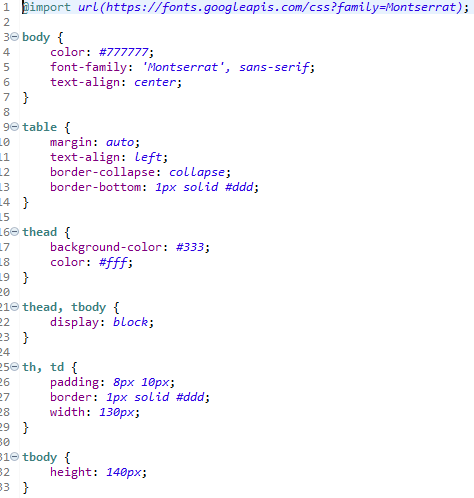 1 @import url(https://fonts.googleapis.com/css?family=Montserrat);
2
3 body {
4     color: #777777;
5     font-family: 'Montserrat', sans-serif;
6     text-align: center;
7 }
8
9 table {
10     margin: auto;
11     text-align: left;
12     border-collapse: collapse;
13     border-bottom: 1px solid #ddd;
14 }
15
16 thead {
17     background-color: #333;
18     color: #fff;
19 }
20
21 thead, tbody {
22     display: block;
23 }
24
25 th, td {
26     padding: 8px 10px;
27     border: 1px solid #ddd;
28     width: 130px;
29 }
30
31 tbody {
32     height: 140px;
33 }